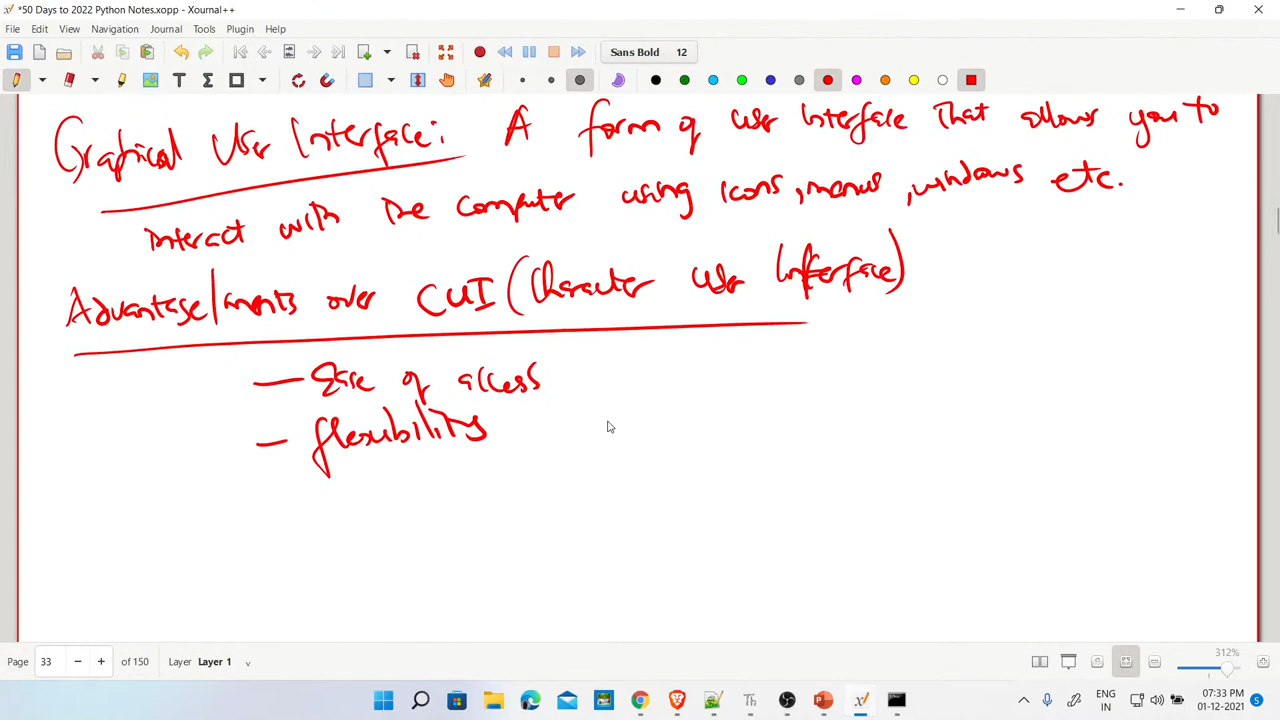 *50 Days to 2022 Python Notes.xopp - Xournal++
File Edit View Navigation Journal Tools Plugin Help
Sans Bold 12
Graphical User Interface: A form of user interface that allows you to
interact with the computer using icons, menus, windows etc.
Advantage/ments over CUI (Character User Interface)
- Ease of access
- flexibility
Page 33 of 150 Layer Layer 1
312%
ENG
IN
07:33 PM
01-12-2021
5